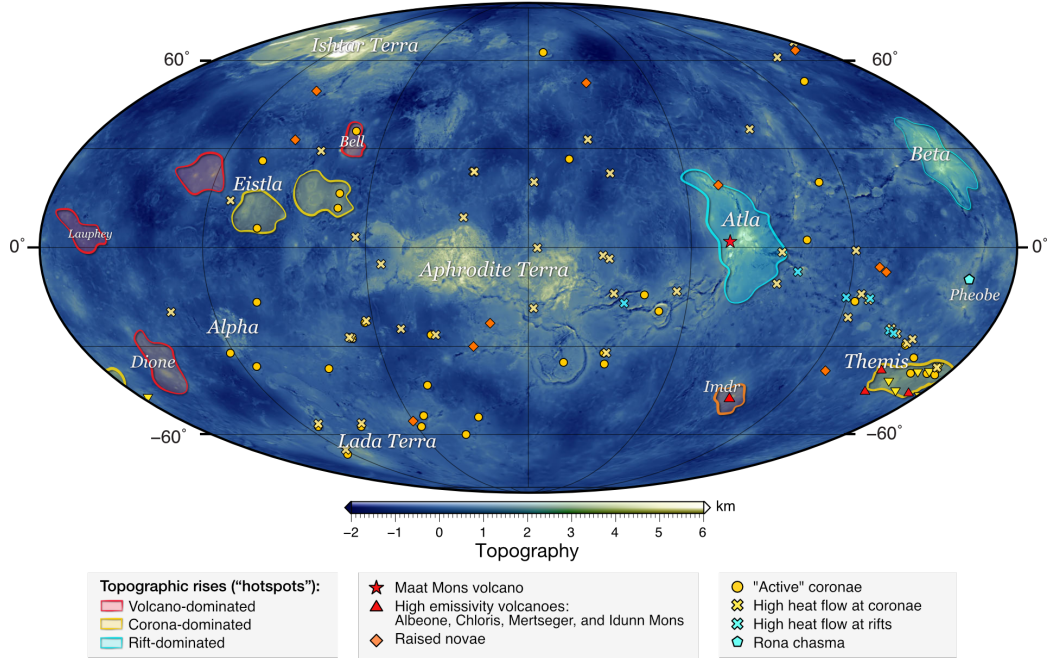 Ishtar Terra
60°
60°
Bell
Beta
Eistla
Atla
Lauphey
0°
0°
Aphrodite Terra
Pheobe
Alpha
Dione
Themis
Imdr
−60°
−60°
Lada Terra
km
−2 −1 0 1 2 3 4 5 6
Topography
Topographic rises (“hotspots”):
Volcano-dominated
Corona-dominated
Rift-dominated
Maat Mons volcano
High emissivity volcanoes:
Albeone, Chloris, Mertseger, and Idunn Mons
Raised novae
"Active" coronae
High heat flow at coronae
High heat flow at rifts
Rona chasma